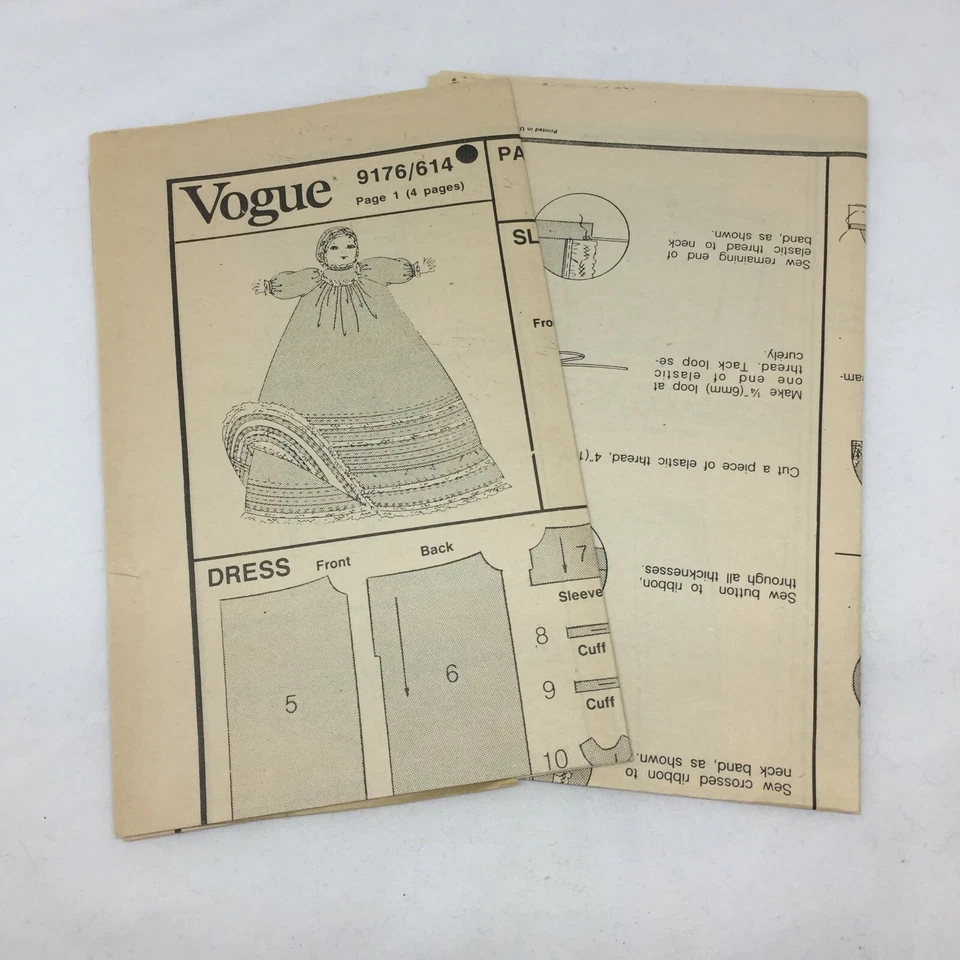 Vogue
9176/614
Page 1 (4 pages)
PA
SL
Fro
DRESS
Front
Back
5
6
7
Sleeve
8
Cuff
9
Cuff
10
Printed in U
Sew crossed ribbon to
neck band, as shown.
Sew button to ribbon,
through all thicknesses.
Cut a piece of elastic thread, 4"(1
Make ¼"(6mm) loop at
one end of elastic
thread. Tack loop se-
curely.
Sew remaining end of
elastic thread to neck
band, as shown.
am-